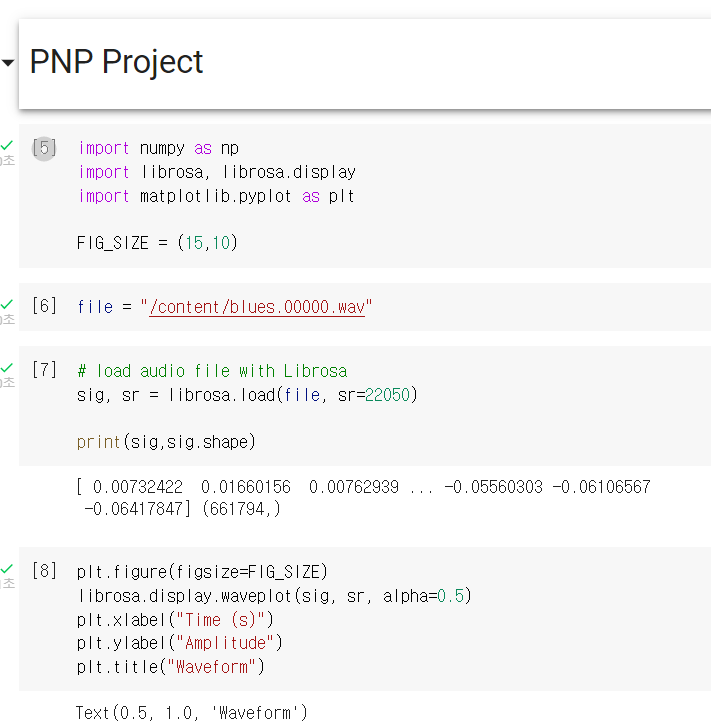 PNP Project
[5] import numpy as np
import librosa, librosa.display
import matplotlib.pyplot as plt
FIG_SIZE = (15,10)
[6] file = "/content/blues.00000.wav"
[7] # load audio file with Librosa
sig, sr = librosa.load(file, sr=22050)
print(sig,sig.shape)
[ 0.00732422 0.01660156 0.00762939 ... -0.05560303 -0.06106567
-0.06417847] (661794,)
[8] plt.figure(figsize=FIG_SIZE)
librosa.display.waveplot(sig, sr, alpha=0.5)
plt.xlabel("Time (s)")
plt.ylabel("Amplitude")
plt.title("Waveform")
Text(0.5, 1.0, 'Waveform')